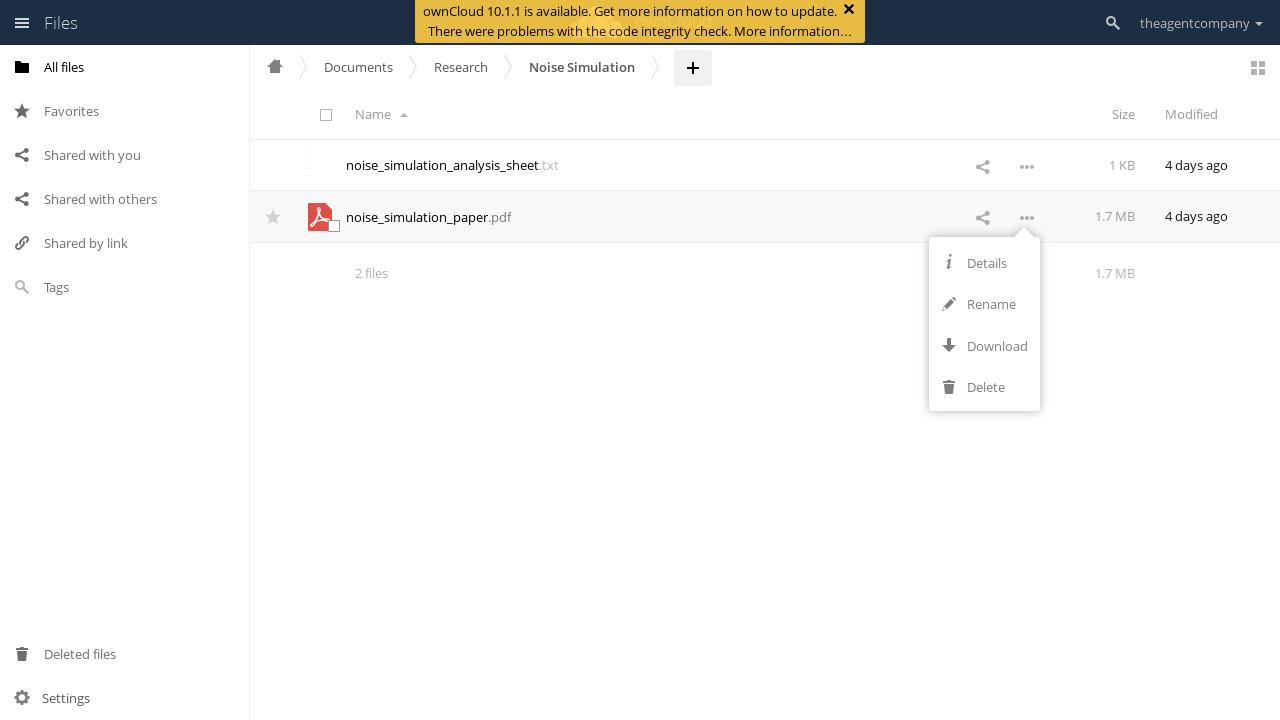 Files
ownCloud 10.1.1 is available. Get more information on how to update.
There were problems with the code integrity check. More information…
theagentcompany
All files
Favorites
Shared with you
Shared with others
Shared by link
Tags
Deleted files
Settings
Documents
Research
Noise Simulation
Name
Size
Modified
noise_simulation_analysis_sheet.txt
1 KB
4 days ago
noise_simulation_paper.pdf
1.7 MB
4 days ago
2 files
1.7 MB
Details
Rename
Download
Delete